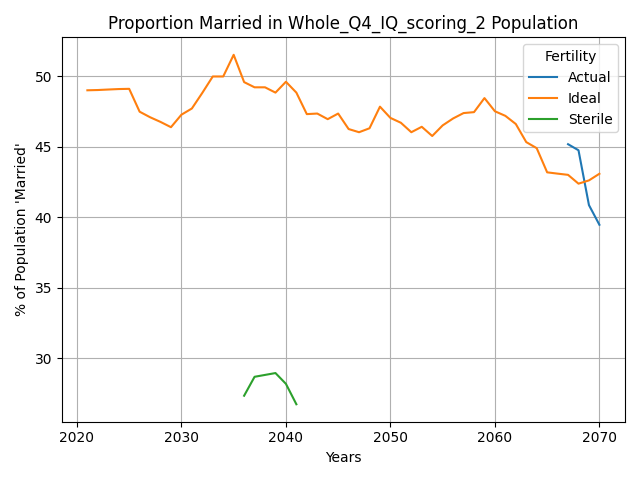 Proportion Married in Whole_Q4_IQ_scoring_2 Population
Fertility
Actual
Ideal
Sterile
50
45
40
35
30
% of Population 'Married'
2020
2030
2040
2050
2060
2070
Years